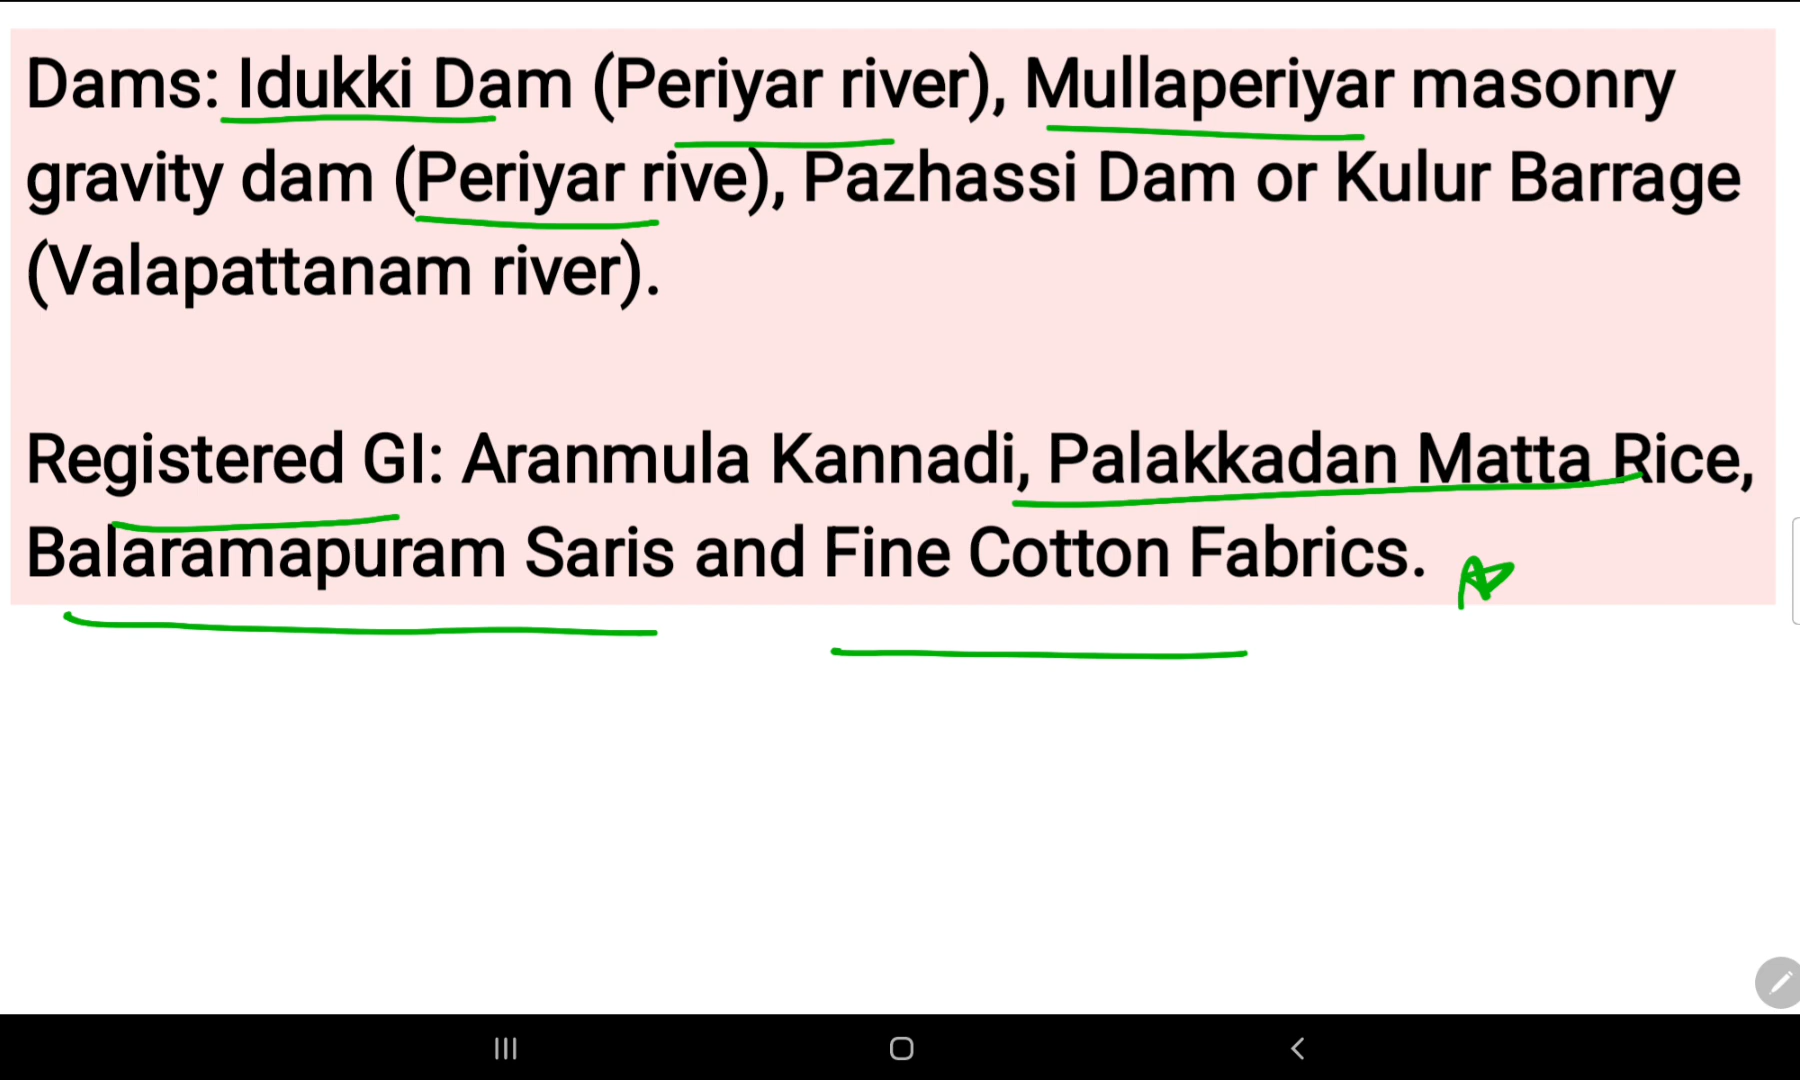 Dams: Idukki Dam (Periyar river), Mullaperiyar masonry
gravity dam (Periyar rive), Pazhassi Dam or Kulur Barrage
(Valapattanam river).
Registered GI: Aranmula Kannadi, Palakkadan Matta Rice,
Balaramapuram Saris and Fine Cotton Fabrics.